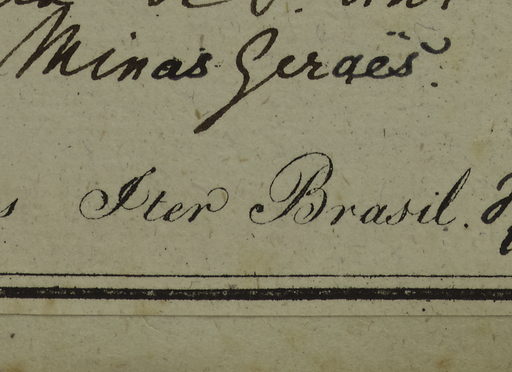 Minas Geraës.
s Iter Brasil.